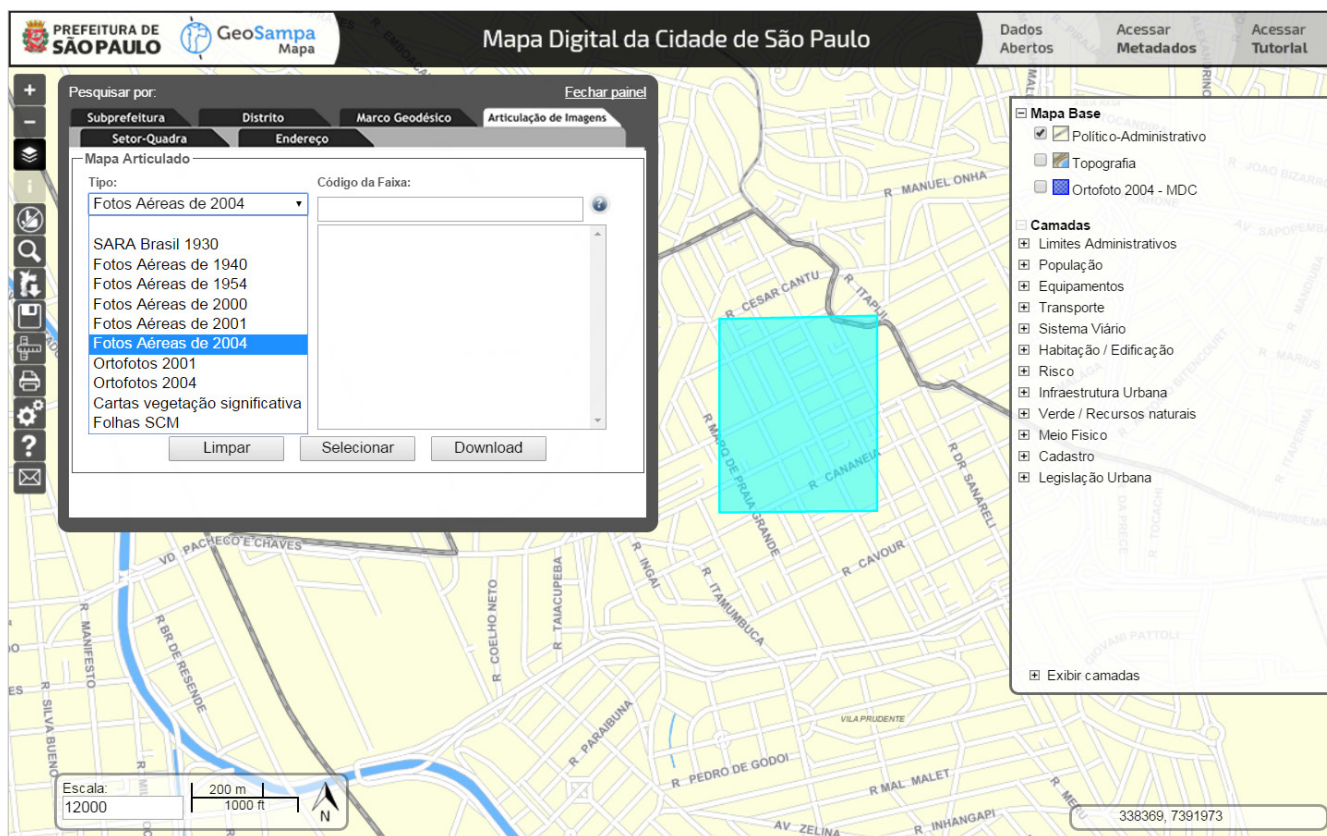 PREFEITURA DE
SÃO PAULO
GeoSampa
Mapa
Mapa Digital da Cidade de São Paulo
Dados
Abertos
Acessar
Metadados
Acessar
Tutorial
Pesquisar por:
Fechar painel
Subprefeitura
Distrito
Marco Geodésico
Articulação de Imagens
Setor-Quadra
Endereço
Mapa Articulado
Tipo:
Código da Faixa:
Fotos Aéreas de 2004
SARA Brasil 1930
Fotos Aéreas de 1940
Fotos Aéreas de 1954
Fotos Aéreas de 2000
Fotos Aéreas de 2001
Fotos Aéreas de 2004
Ortofotos 2001
Ortofotos 2004
Cartas vegetação significativa
Folhas SCM
Limpar
Selecionar
Download
Mapa Base
Político-Administrativo
Topografia
Ortofoto 2004 - MDC
Camadas
Limites Administrativos
População
Equipamentos
Transporte
Sistema Viário
Habitação / Edificação
Risco
Infraestrutura Urbana
Verde / Recursos naturais
Meio Fisico
Cadastro
Legislação Urbana
Exibir camadas
R MANUEL ONHA
R JOAO BIZARRO
AV SAPOPEMBA
R CESAR CANTU
R ITAPIJI
R MARQ DE PRAIA GRANDE
R CANANEIA
R DR SANARELI
R CAVOUR
VD PACHECO E CHAVES
R INGAI
R ITAMUMBUCA
R TAIACUPEBA
R COELHO NETO
R MANIFESTO
R BR DE RESENDE
R SILVA BUENO
R PARAIBUNA
VILA PRUDENTE
R PEDRO DE GODOI
R MAL MALET
AV ZELINA
R INHANGAPI
R MERU
R MARIUS
R ITAPERIMA
R TOCACHI
GIOVANI PATTOLI
Escala:
12000
200 m
1000 ft
N
338369, 7391973